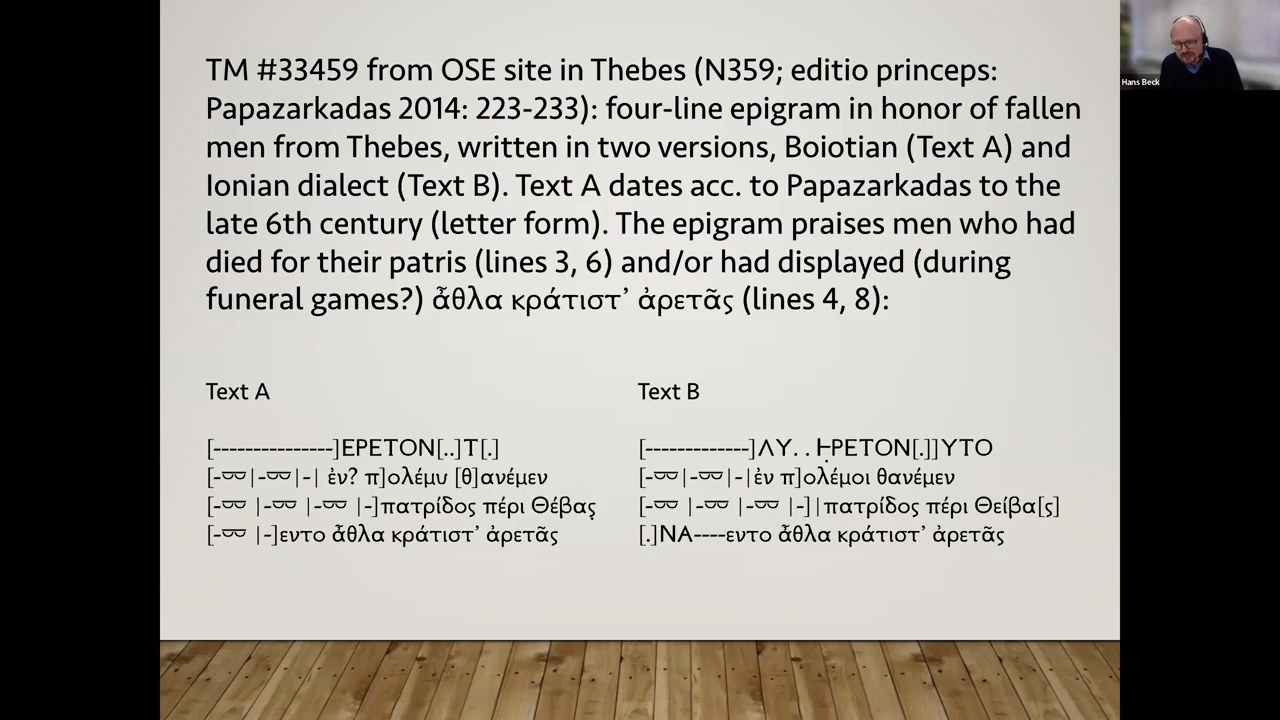 TM #33459 from OSE site in Thebes (N359; editio princeps:
Papazarkadas 2014: 223-233): four-line epigram in honor of fallen
men from Thebes, written in two versions, Boiotian (Text A) and
Ionian dialect (Text B). Text A dates acc. to Papazarkadas to the
late 6th century (letter form). The epigram praises men who had
died for their patris (lines 3, 6) and/or had displayed (during
funeral games?) ἆθλα κράτιστ’ ἀρετᾶς (lines 4, 8):
Text A
[---------------]ΕΡΕΤΟΝ[..]Τ[.]
[-⏔|-⏔|-| ἐν? π]ολέμυ [θ]ανέμεν
[-⏔ |-⏔ |-⏔ |-]πατρίδος πέρι Θέβας̣
[-⏔ |-]εντο ἆθλα κράτιστ’ ἀρετᾶς
Text B
[-------------]ΛΥ. . Ͱ̣ΡΕΤΟΝ[.]]ΥΤΟ
[-⏔|-⏔|-|ἐν π]ολέμοι θανέμεν
[-⏔ |-⏔ |-⏔ |-]|πατρίδος πέρι Θείβα[ς]
[.]ΝΑ----εντο ἆθλα κράτιστ’ ἀρετᾶς
Hans Beck